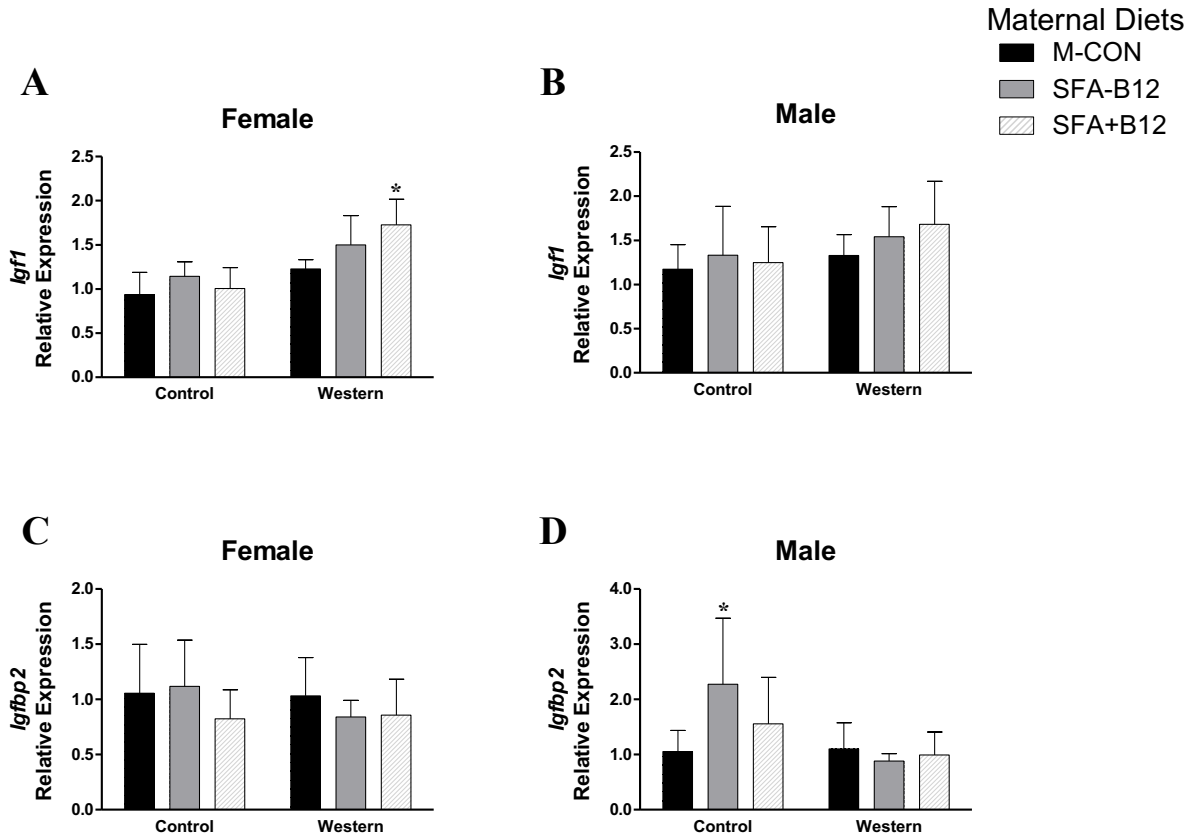 Maternal Diets
M-CON
SFA-B12
SFA+B12
A
Female
Igf1
Relative Expression
2.5
2.0
1.5
1.0
0.5
0.0
*
Control
Western
B
Male
Igf1
Relative Expression
2.5
2.0
1.5
1.0
0.5
0.0
Control
Western
C
Female
Igfbp2
Relative Expression
2.0
1.5
1.0
0.5
0.0
Control
Western
D
Male
Igfbp2
Relative Expression
4.0
3.0
2.0
1.0
0.0
*
Control
Western